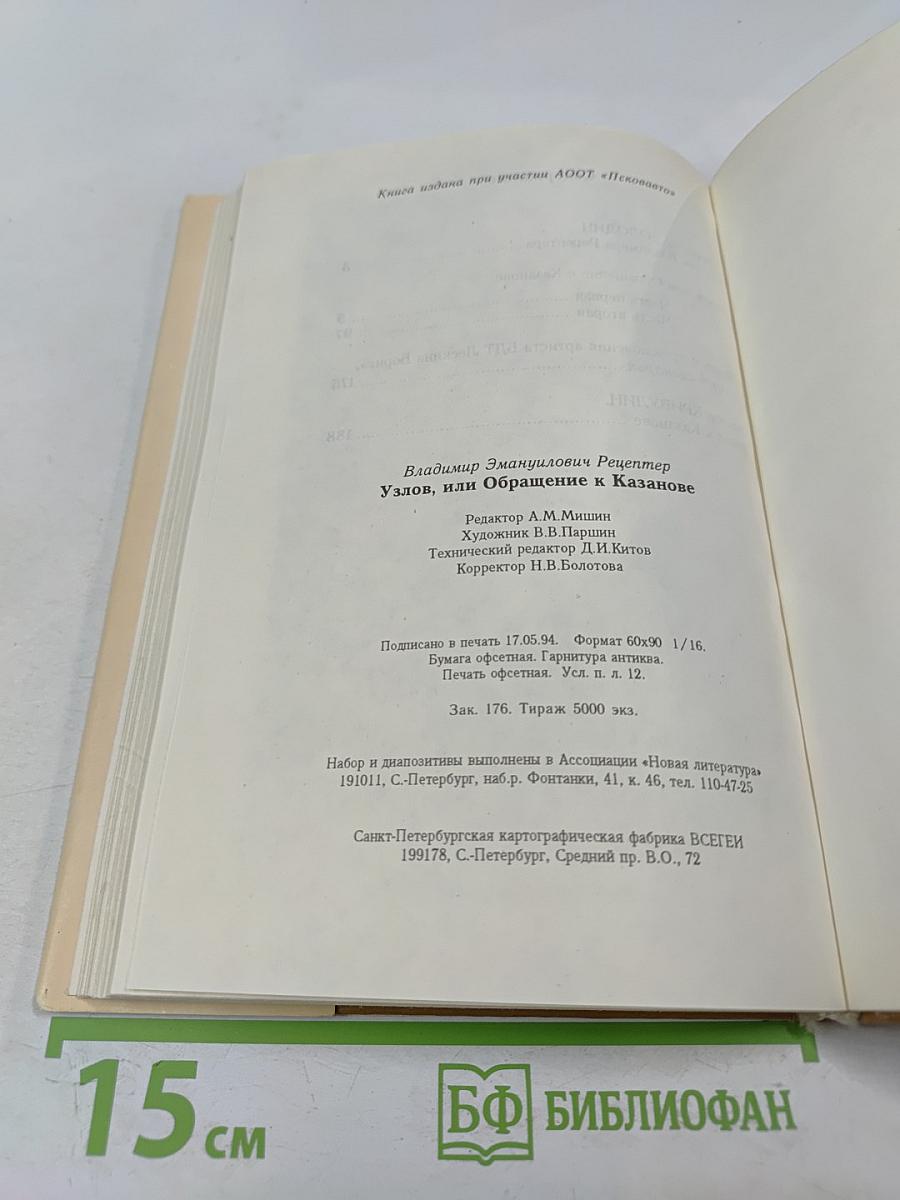 Книга издана при участии АООТ «Псковавто»
Владимир Эмануилович Рецептер
Узлов, или Обращение к Казанове
Редактор А.М.Мишин
Художник В.В.Паршин
Технический редактор Д.И.Китов
Корректор Н.В.Болотова
Подписано в печать 17.05.94. Формат 60х90 1/16.
Бумага офсетная. Гарнитура антиква.
Печать офсетная. Усл. п. л. 12.
Зак. 176. Тираж 5000 экз.
Набор и диапозитивы выполнены в Ассоциации «Новая литература»
191011, С.-Петербург, наб.р. Фонтанки, 41, к. 46, тел. 110-47-25
Санкт-Петербургская картографическая фабрика ВСЕГЕИ
199178, С.-Петербург, Средний пр. В.О., 72
15 см
БФ БИБЛИОФАН